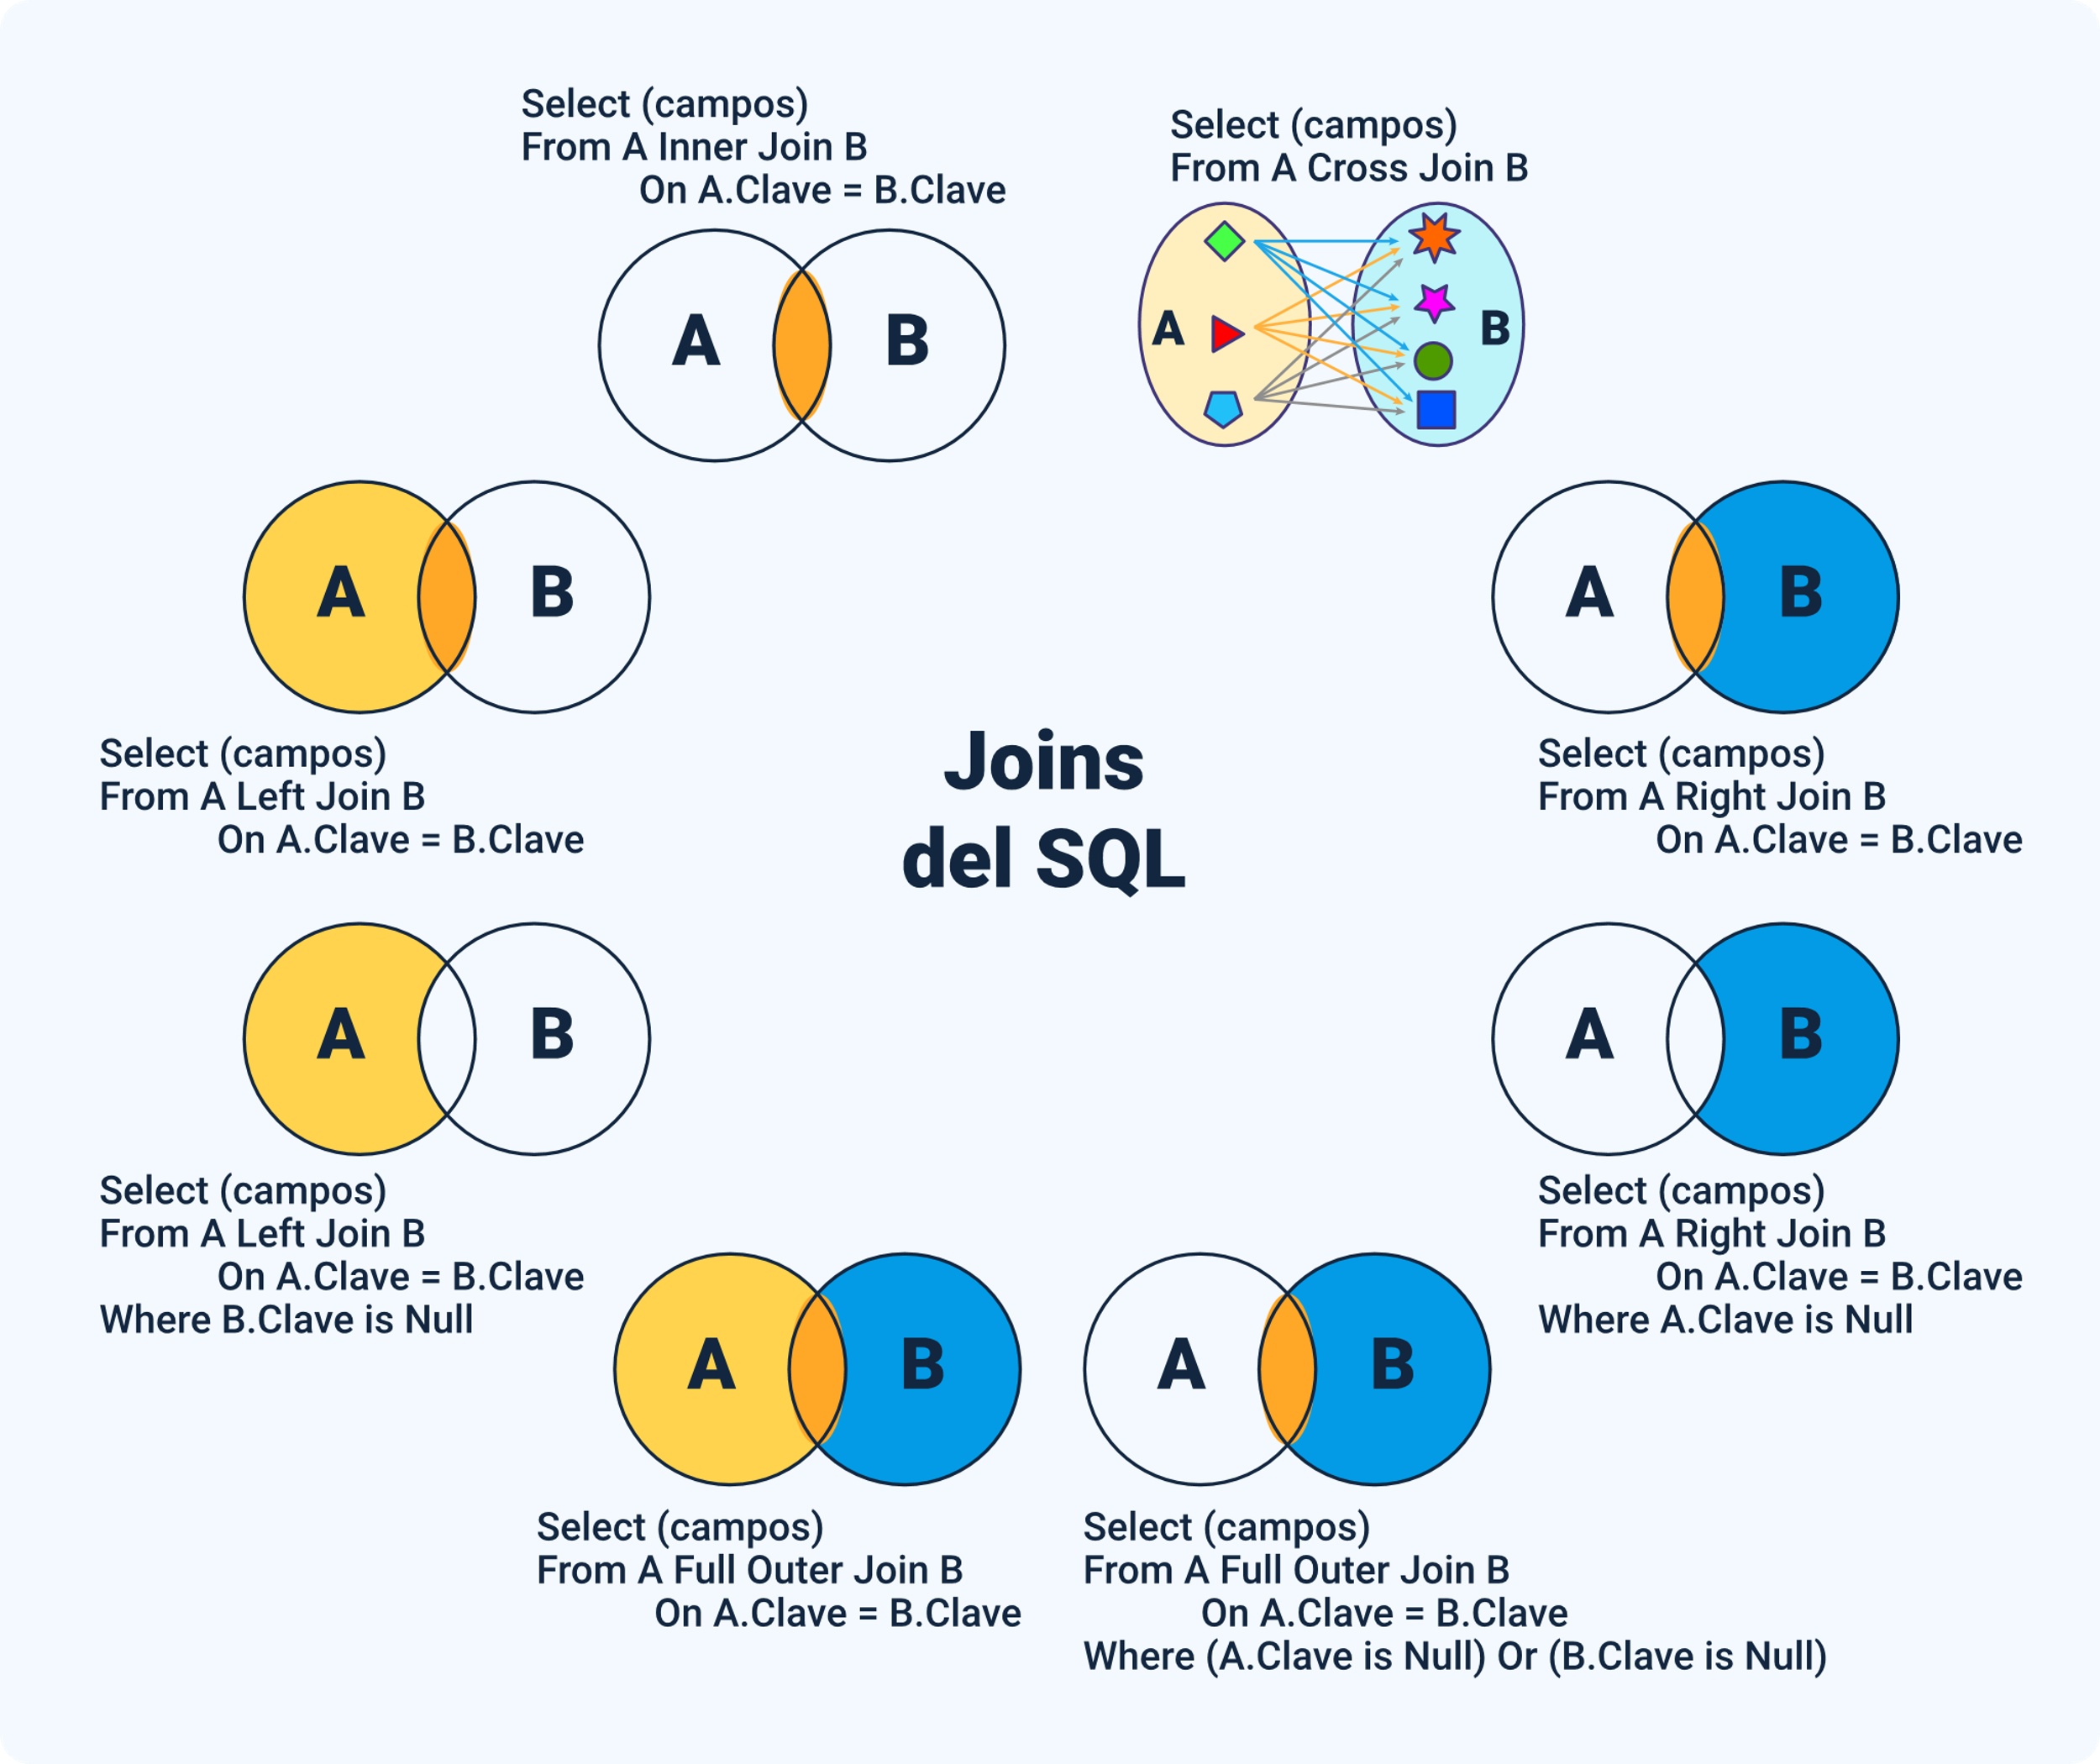 Select (campos)
From A Inner Join B
On A.Clave = B.Clave
A B
Select (campos)
From A Cross Join B
A B
A B
Select (campos)
From A Left Join B
On A.Clave = B.Clave
A B
Select (campos)
From A Right Join B
On A.Clave = B.Clave
Joins
del SQL
A B
Select (campos)
From A Left Join B
On A.Clave = B.Clave
Where B.Clave is Null
A B
Select (campos)
From A Right Join B
On A.Clave = B.Clave
Where A.Clave is Null
A B
Select (campos)
From A Full Outer Join B
On A.Clave = B.Clave
A B
Select (campos)
From A Full Outer Join B
On A.Clave = B.Clave
Where (A.Clave is Null) Or (B.Clave is Null)